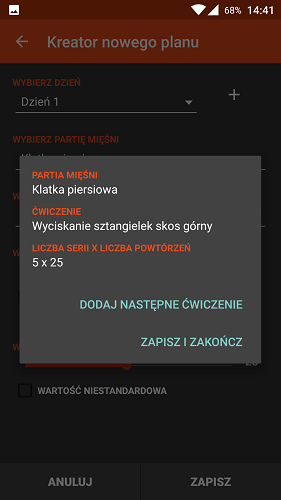 68% 14:41
Kreator nowego planu
WYBIERZ DZIEŃ
Dzień 1
WYBIERZ PARTIĘ MIĘŚNI
PARTIA MIĘŚNI
Klatka piersiowa
ĆWICZENIE
Wyciskanie sztangielek skos górny
LICZBA SERII X LICZBA POWTÓRZEŃ
5 x 25
DODAJ NASTĘPNE ĆWICZENIE
ZAPISZ I ZAKOŃCZ
WARTOŚĆ NIESTANDARDOWA
ANULUJ ZAPISZ